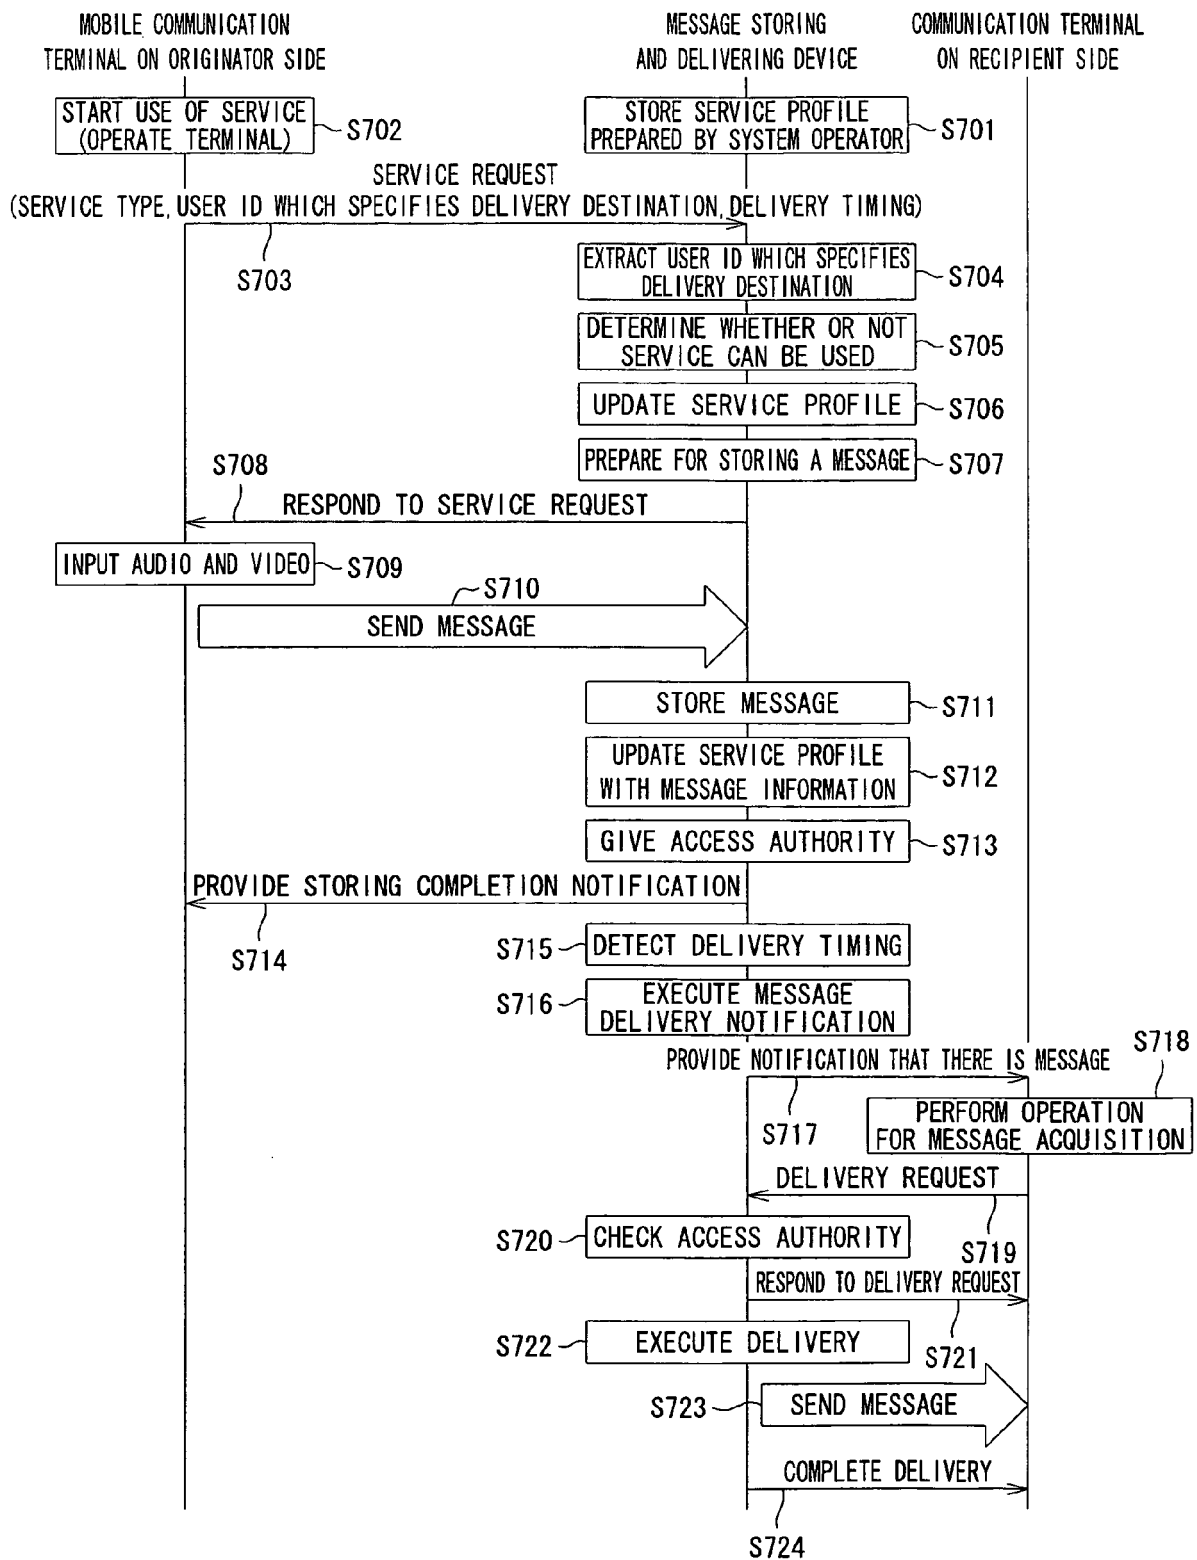 MOBILE COMMUNICATION
TERMINAL ON ORIGINATOR SIDE
MESSAGE STORING
AND DELIVERING DEVICE
COMMUNICATION TERMINAL
ON RECIPIENT SIDE
START USE OF SERVICE
(OPERATE TERMINAL)
S702
STORE SERVICE PROFILE
PREPARED BY SYSTEM OPERATOR
S701
SERVICE REQUEST
(SERVICE TYPE, USER ID WHICH SPECIFIES DELIVERY DESTINATION, DELIVERY TIMING)
S703
EXTRACT USER ID WHICH SPECIFIES
DELIVERY DESTINATION
S704
DETERMINE WHETHER OR NOT
SERVICE CAN BE USED
S705
UPDATE SERVICE PROFILE
S706
PREPARE FOR STORING A MESSAGE
S707
S708
RESPOND TO SERVICE REQUEST
INPUT AUDIO AND VIDEO
S709
S710
SEND MESSAGE
STORE MESSAGE
S711
UPDATE SERVICE PROFILE
WITH MESSAGE INFORMATION
S712
GIVE ACCESS AUTHORITY
S713
PROVIDE STORING COMPLETION NOTIFICATION
S714
S715
DETECT DELIVERY TIMING
S716
EXECUTE MESSAGE
DELIVERY NOTIFICATION
PROVIDE NOTIFICATION THAT THERE IS MESSAGE
S718
S717
PERFORM OPERATION
FOR MESSAGE ACQUISITION
DELIVERY REQUEST
S719
S720
CHECK ACCESS AUTHORITY
RESPOND TO DELIVERY REQUEST
S721
S722
EXECUTE DELIVERY
S723
SEND MESSAGE
COMPLETE DELIVERY
S724